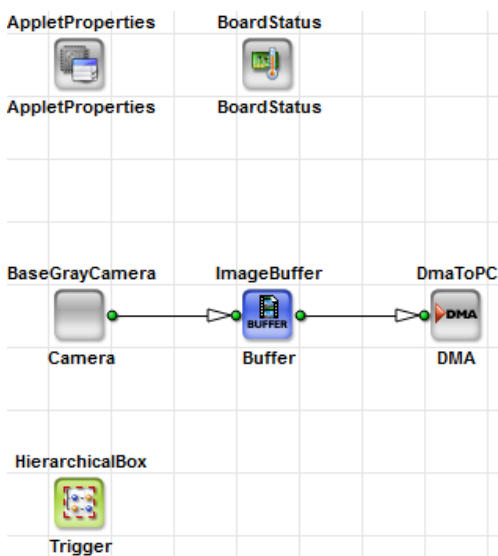 AppletProperties BoardStatus
AppletProperties BoardStatus
BaseGrayCamera ImageBuffer DmaToPC
BUFFER DMA
Camera Buffer DMA
HierarchicalBox
Trigger